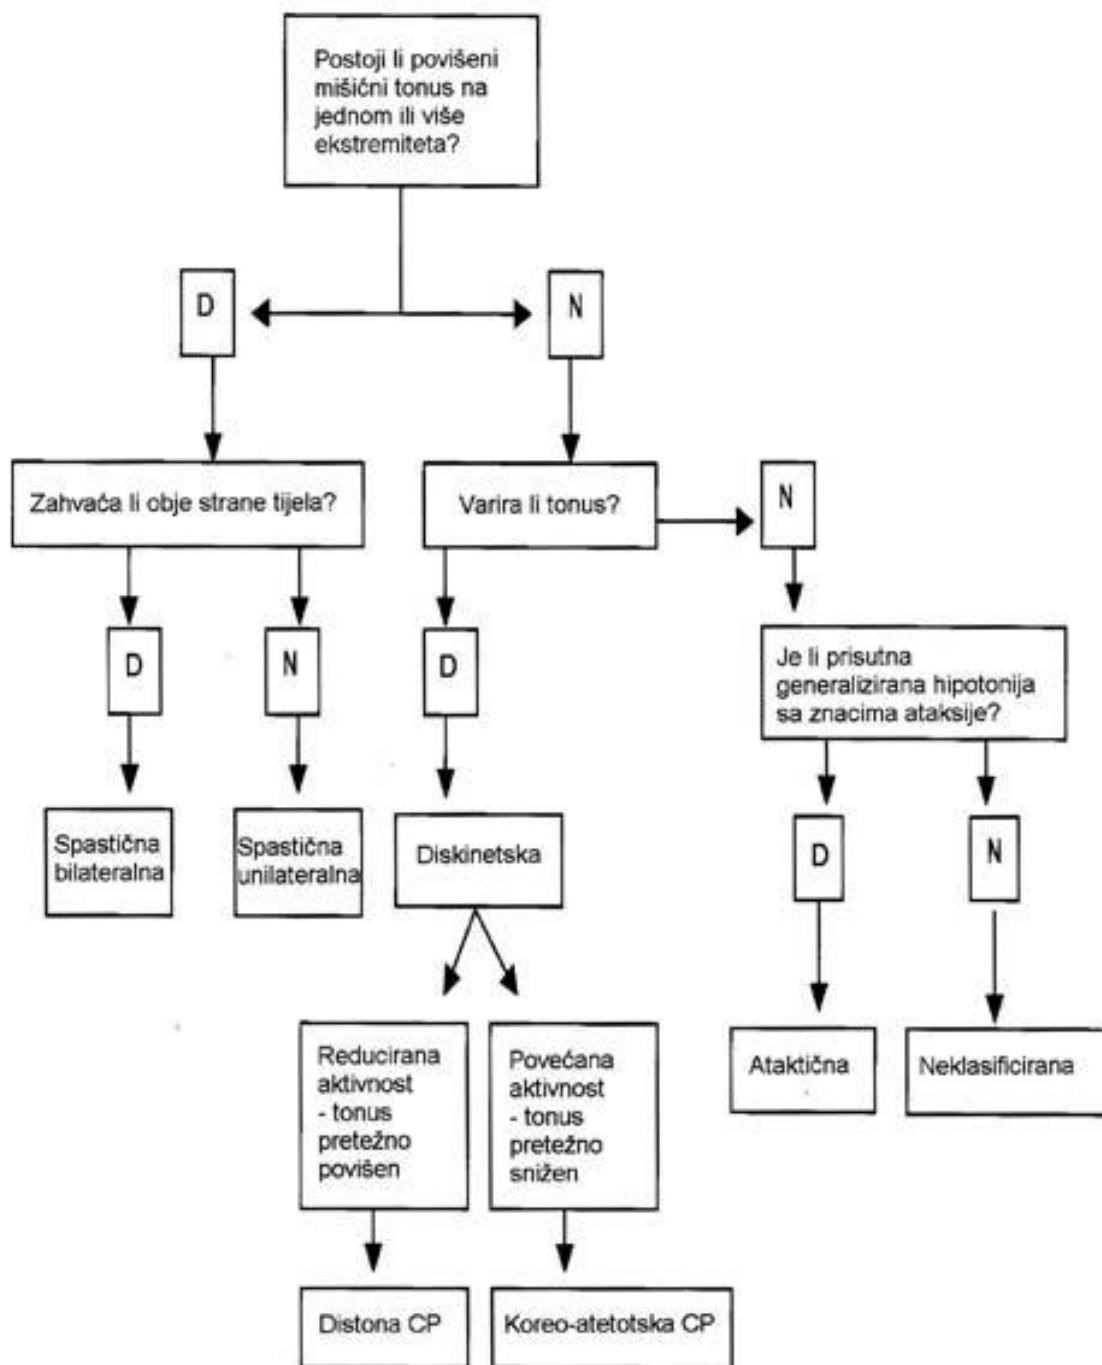 Postoji li povišeni
mišićni tonus na
jednom ili više
ekstremiteta?
D
N
Zahvaća li obje strane tijela?
Varira li tonus?
N
D
N
D
Je li prisutna
generalizirana hipotonija
sa znacima ataksije?
Spastična
bilateralna
Spastična
unilateralna
Diskinetska
D
N
Reducirana
aktivnost
- tonus
pretežno
povišen
Povećana
aktivnost
- tonus
pretežno
snižen
Ataktična
Neklasificirana
Distona CP
Koreo-atetotska CP